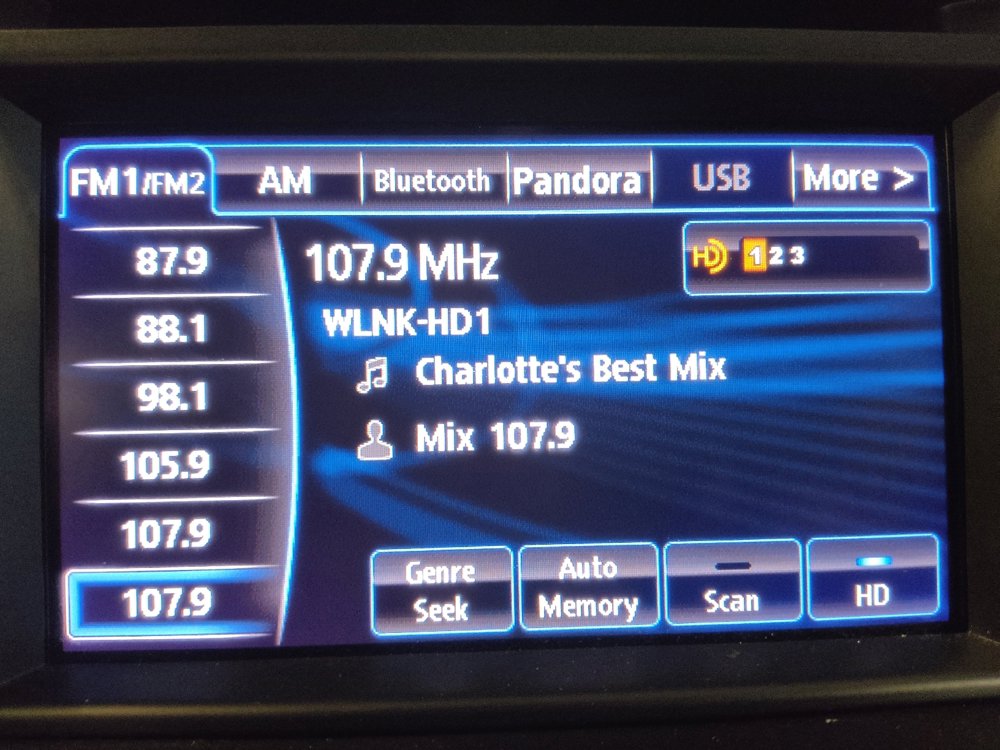 FM1/FM2 AM Bluetooth Pandora USB More >
87.9
88.1
98.1
105.9
107.9
107.9
107.9 MHz
HD 1 2 3
WLNK-HD1
Charlotte's Best Mix
Mix 107.9
Genre
Seek
Auto
Memory
Scan
HD